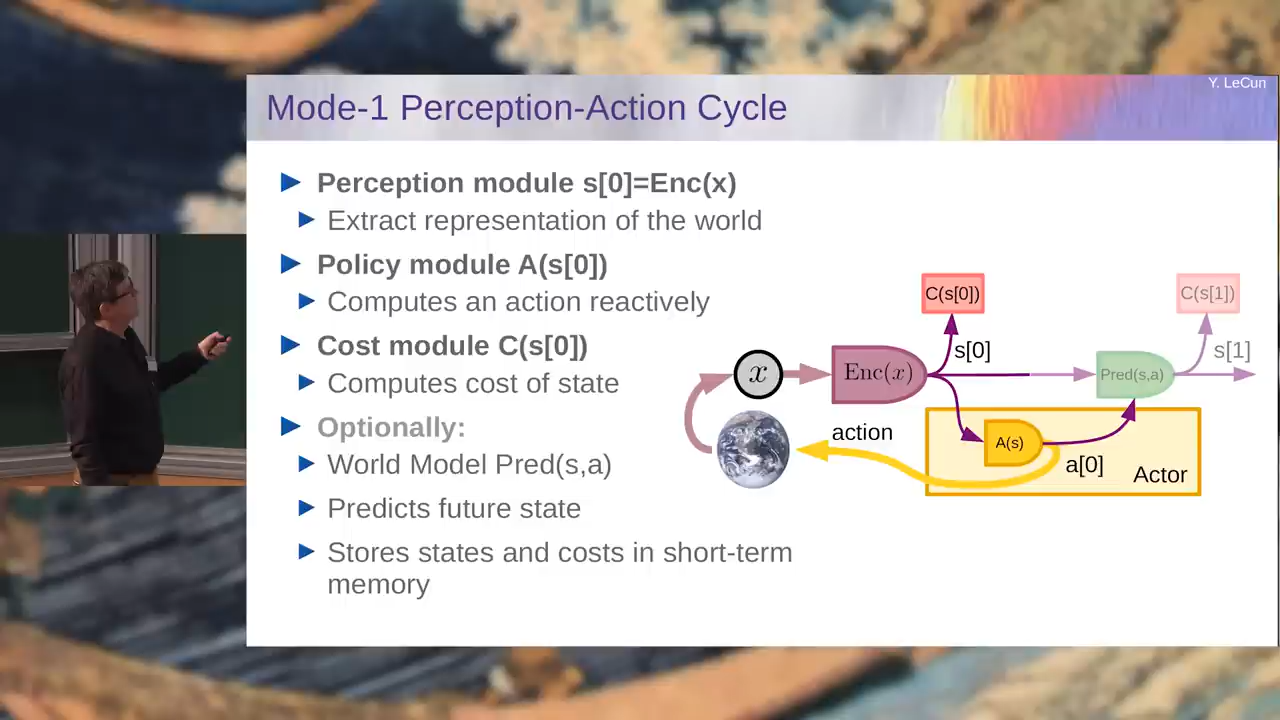 Y. LeCun
Mode-1 Perception-Action Cycle
Perception module s[0]=Enc(x)
Extract representation of the world
Policy module A(s[0])
Computes an action reactively
Cost module C(s[0])
Computes cost of state
Optionally:
World Model Pred(s,a)
Predicts future state
Stores states and costs in short-term
memory
C(s[0])
C(s[1])
s[0]
s[1]
x
Enc(x)
Pred(s,a)
action
A(s)
a[0]
Actor